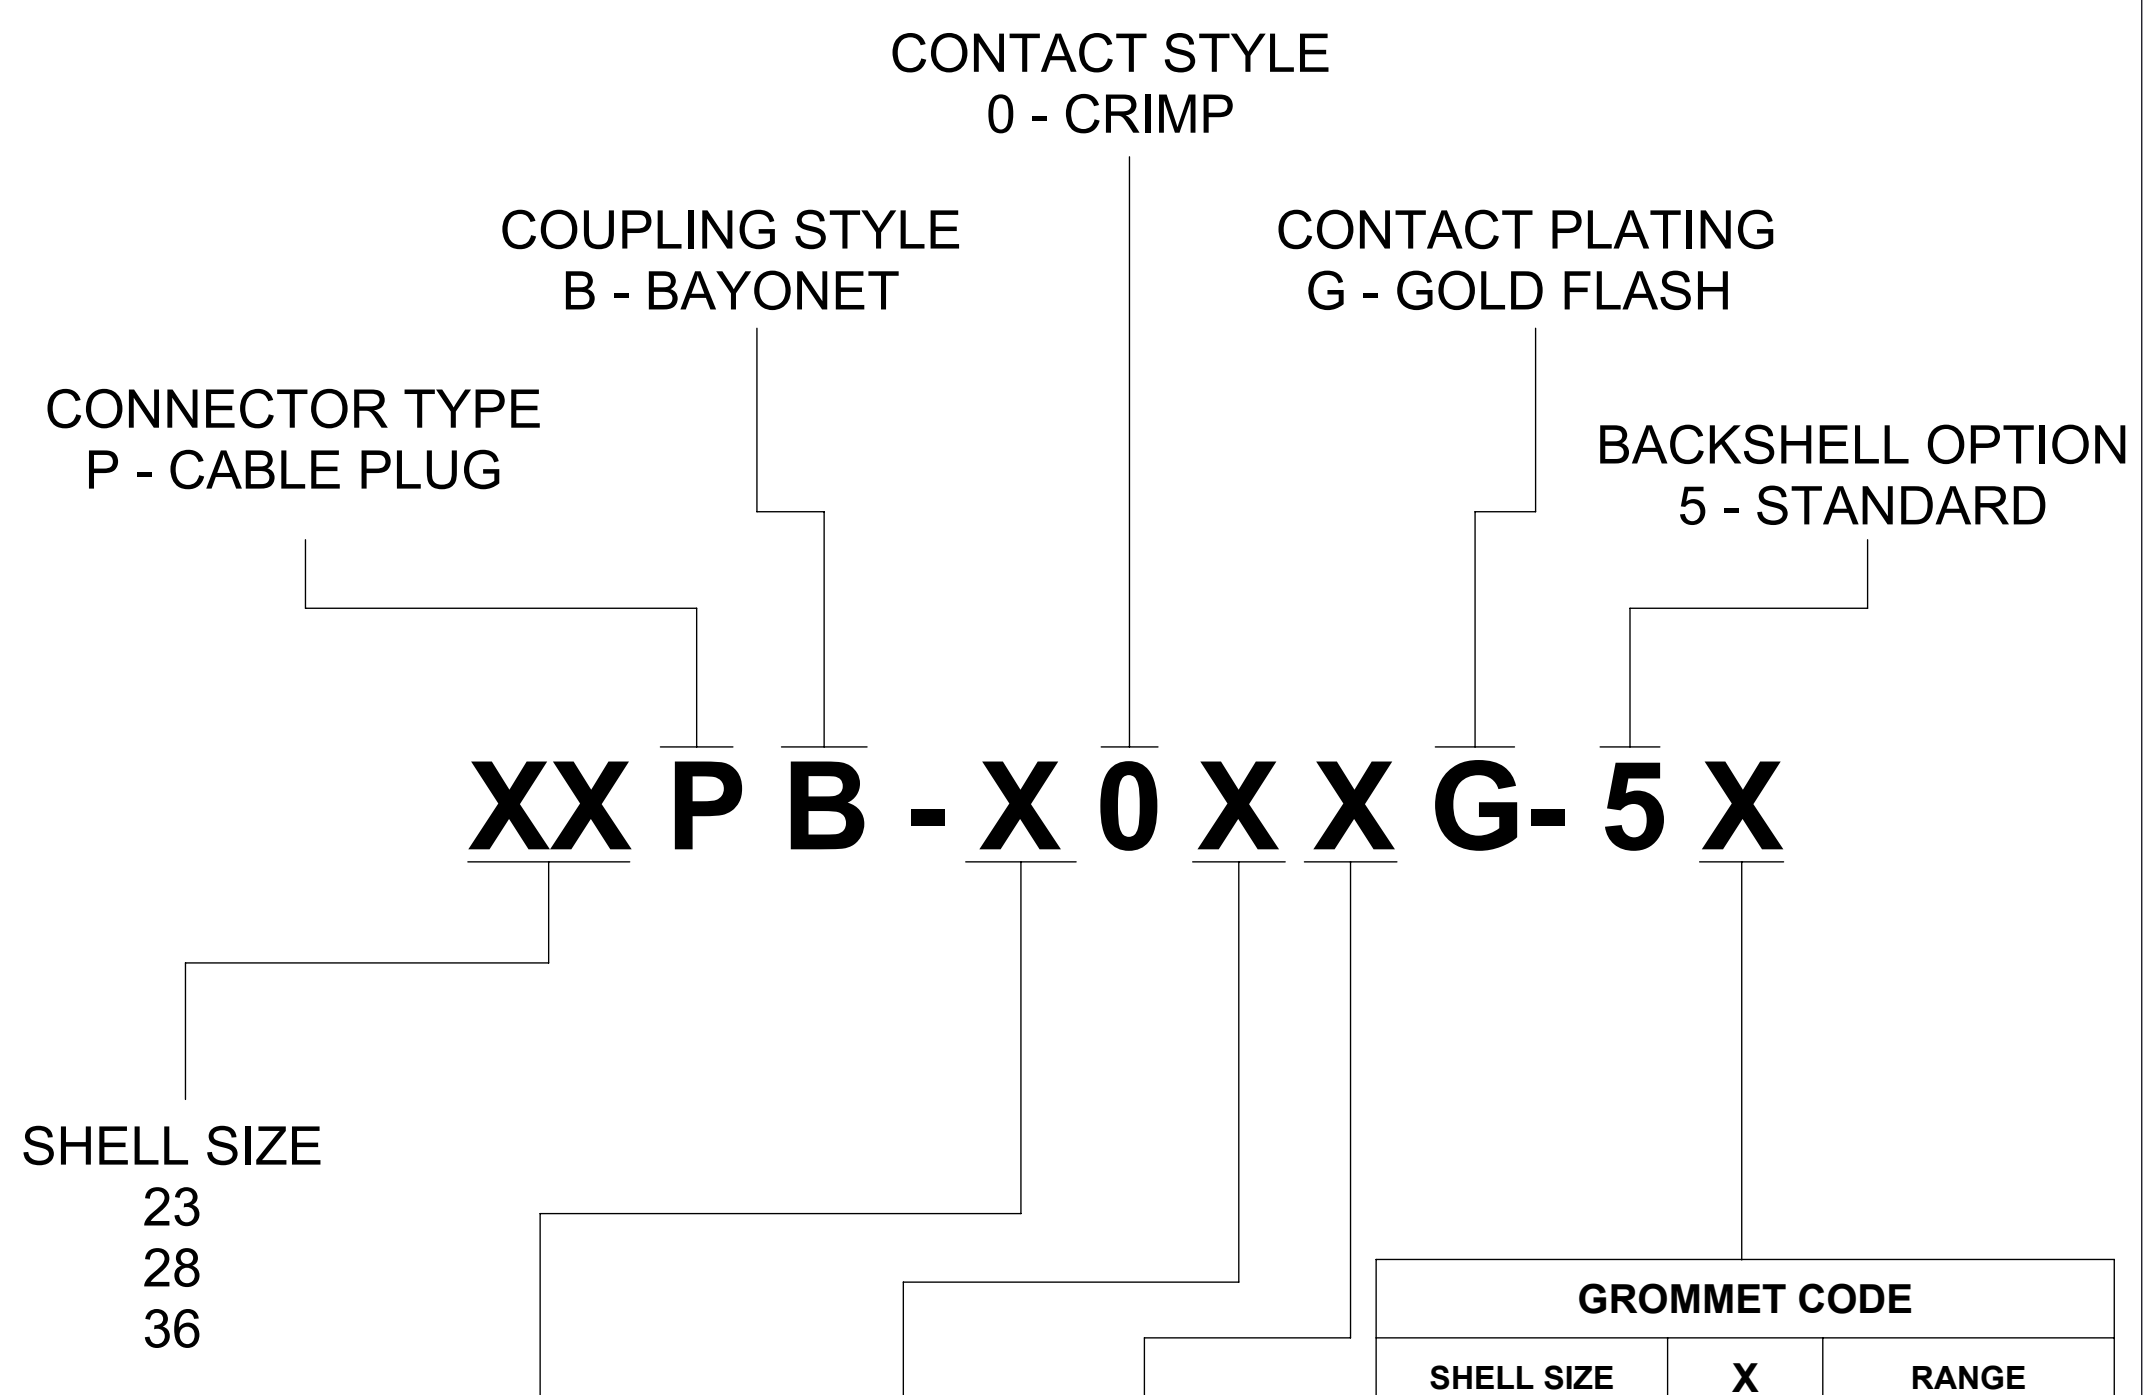 CONTACT STYLE
0 - CRIMP
COUPLING STYLE
B - BAYONET
CONTACT PLATING
G - GOLD FLASH
CONNECTOR TYPE
P - CABLE PLUG
BACKSHELL OPTION
5 - STANDARD
XX P B - X 0 X X G - 5 X
SHELL SIZE
23
28
36
GROMMET CODE
SHELL SIZE X RANGE